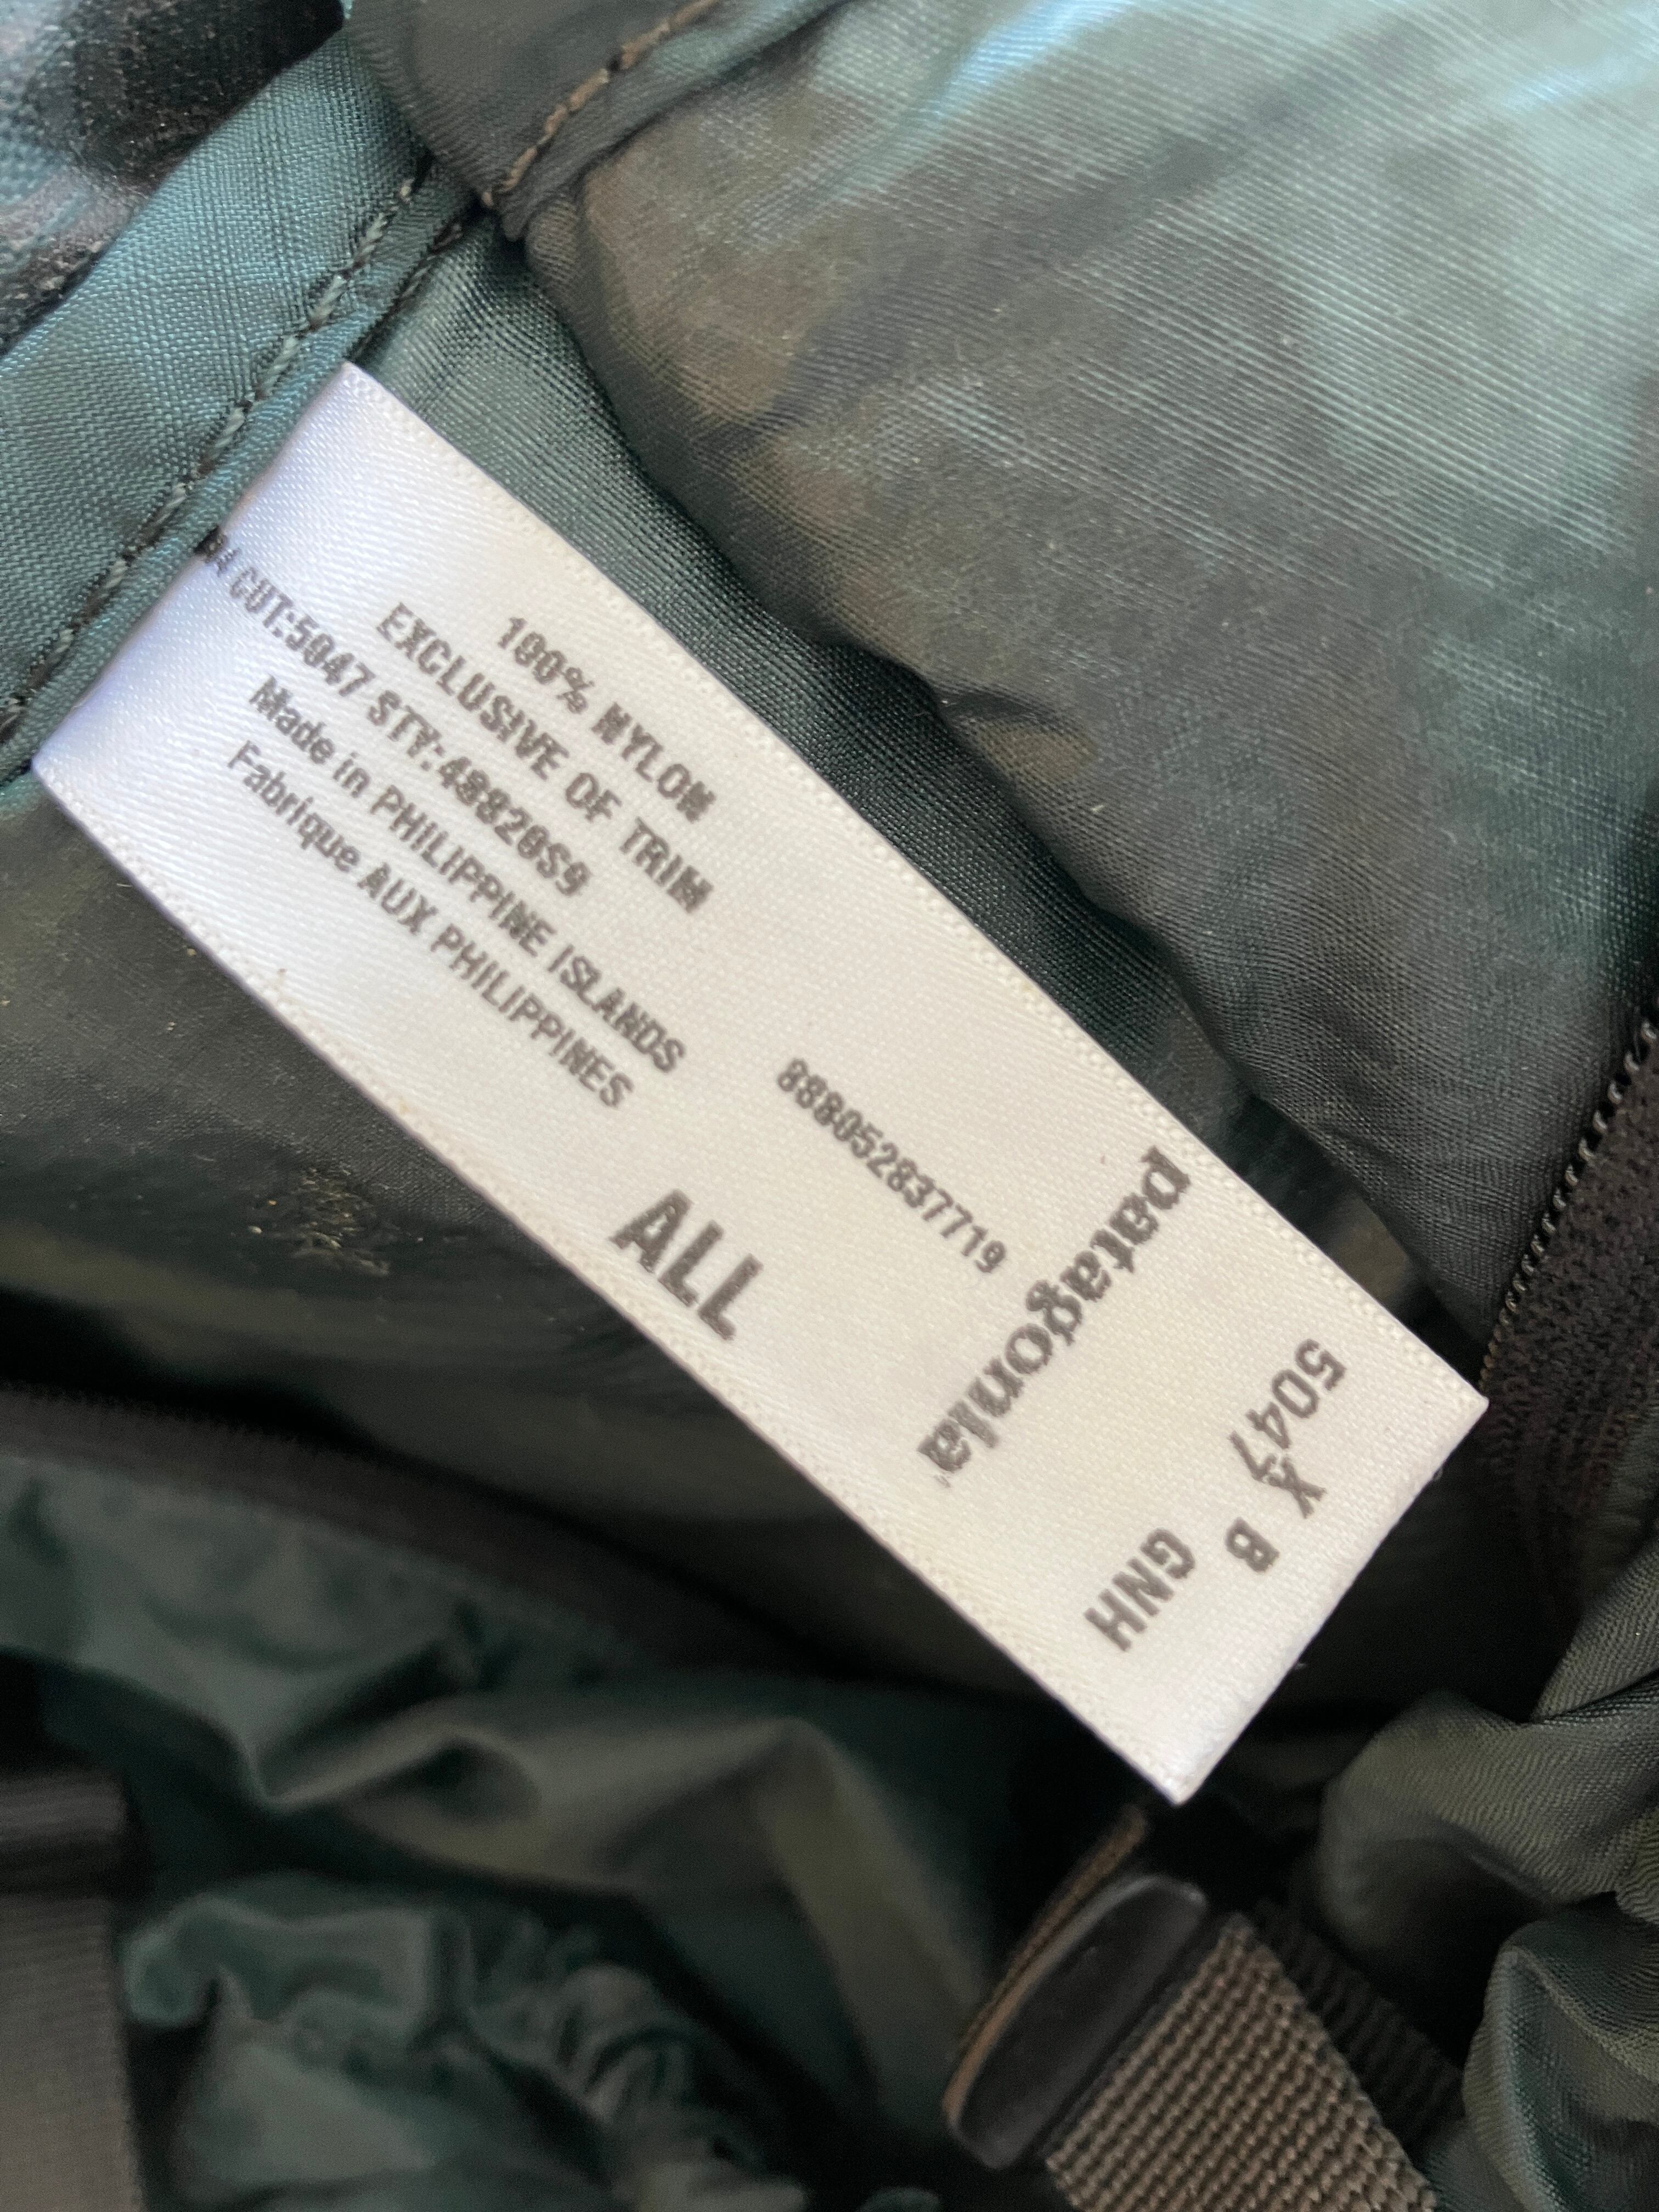 100% NYLON
EXCLUSIVE OF TRIM
CUT:5047 STY:48820S9
Made in PHILIPPINE ISLANDS
Fabrique AUX PHILIPPINES
888052837719
ALL
patagonia
5047 X B
GNH